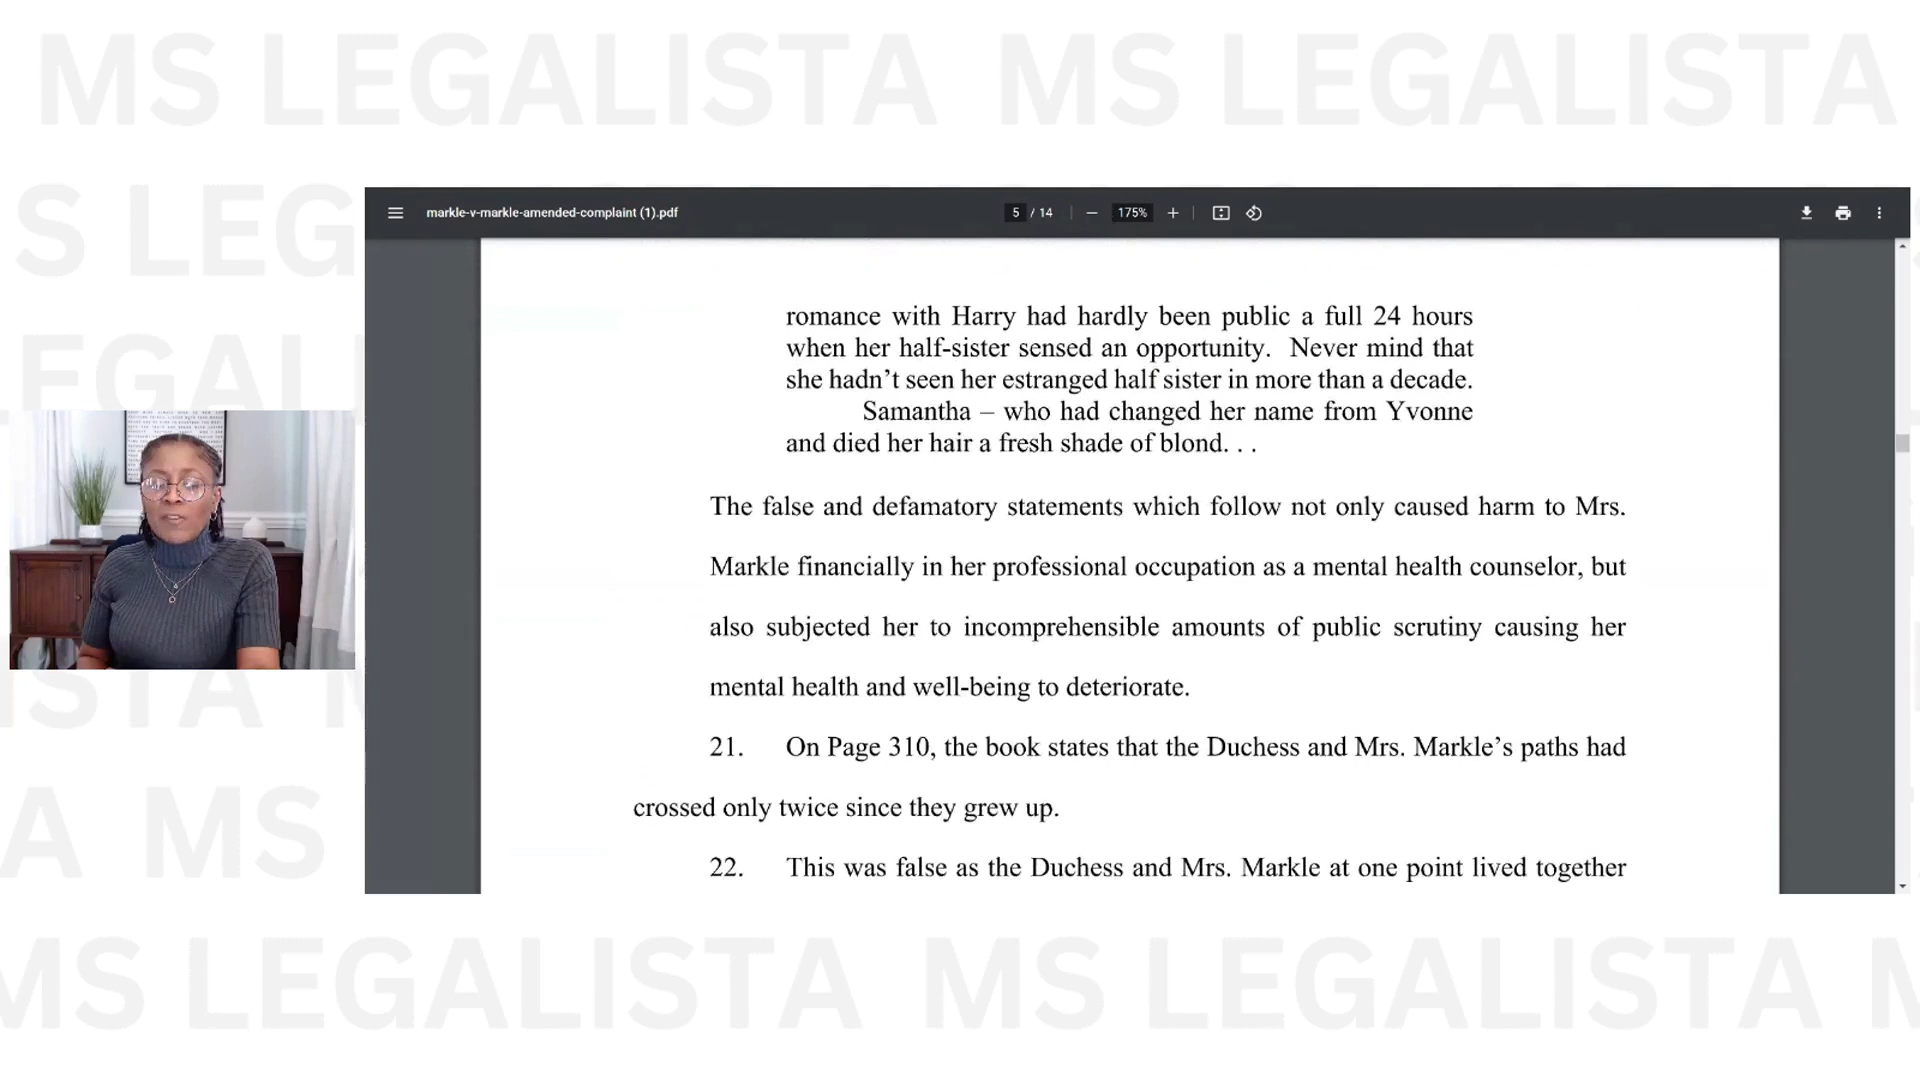 MS LEGALISTA MS LEGALISTA
S LEG
markle-v-markle-amended-complaint (1).pdf
5 / 14
175%
romance with Harry had hardly been public a full 24 hours
when her half-sister sensed an opportunity. Never mind that
she hadn't seen her estranged half sister in more than a decade.
Samantha – who had changed her name from Yvonne
and died her hair a fresh shade of blond. . .
The false and defamatory statements which follow not only caused harm to Mrs.
Markle financially in her professional occupation as a mental health counselor, but
also subjected her to incomprehensible amounts of public scrutiny causing her
mental health and well-being to deteriorate.
21. On Page 310, the book states that the Duchess and Mrs. Markle's paths had
crossed only twice since they grew up.
22. This was false as the Duchess and Mrs. Markle at one point lived together
A MS
MS LEGALISTA MS LEGALISTA M